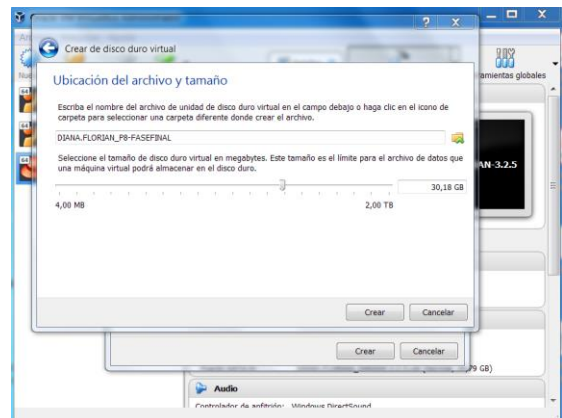 Crear de disco duro virtual
Ubicación del archivo y tamaño
Escriba el nombre del archivo de unidad de disco duro virtual en el campo debajo o haga clic en el icono de
carpeta para seleccionar una carpeta diferente donde crear el archivo.
DIANA.FLORIAN_P8-FASEFINAL
Seleccione el tamaño de disco duro virtual en megabytes. Este tamaño es el límite para el archivo de datos que
una máquina virtual podrá almacenar en el disco duro.
30,18 GB
4,00 MB 2,00 TB
Crear Cancelar
Crear Cancelar
ramientas globales
AN-3.2.5
79 GB)
Audio
Controlador de anfitrión: Windows DirectSound